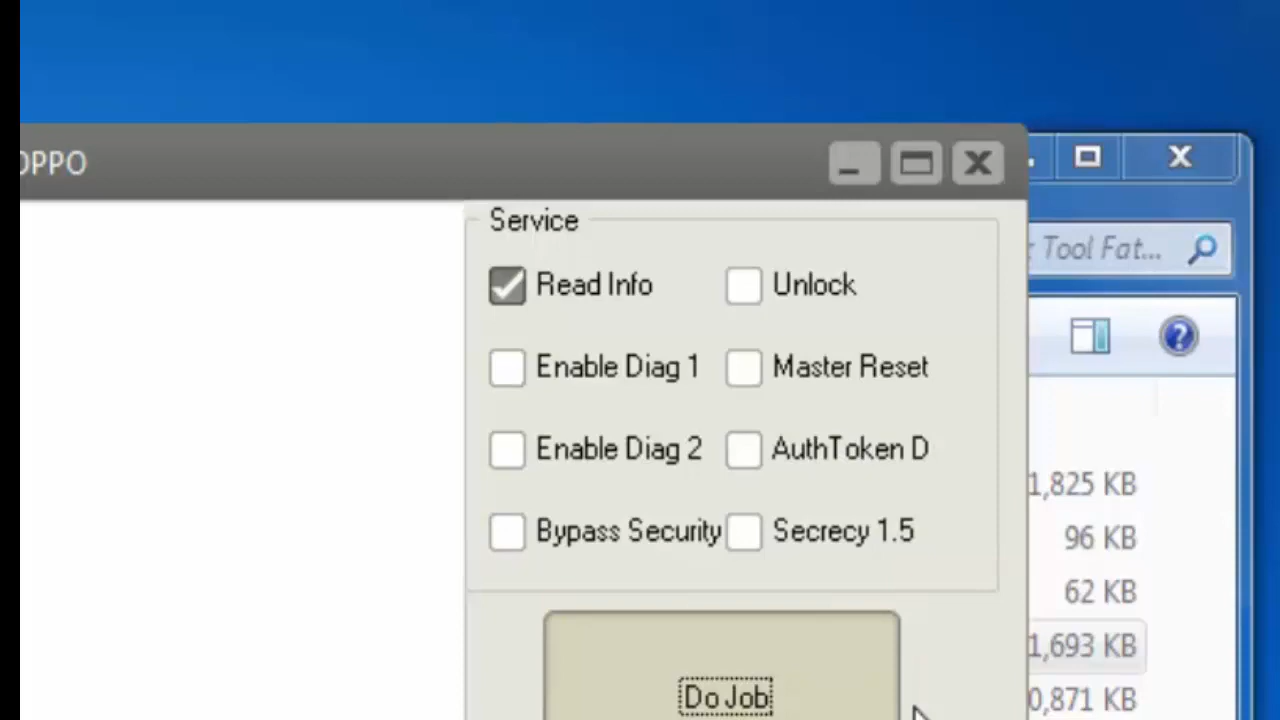 OPPO
Service
Read Info
Unlock
Enable Diag 1
Master Reset
Enable Diag 2
AuthToken D
Bypass Security
Secrecy 1.5
Do Job
Tool Fat...
1,825 KB
96 KB
62 KB
1,693 KB
0,871 KB